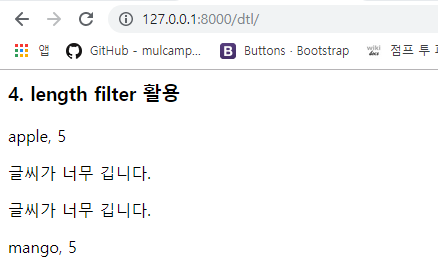 127.0.0.1:8000/dtl/
앱 GitHub - mulcamp... B Buttons · Bootstrap wiki docs 점프 투
4. length filter 활용
apple, 5
글씨가 너무 깁니다.
글씨가 너무 깁니다.
mango, 5